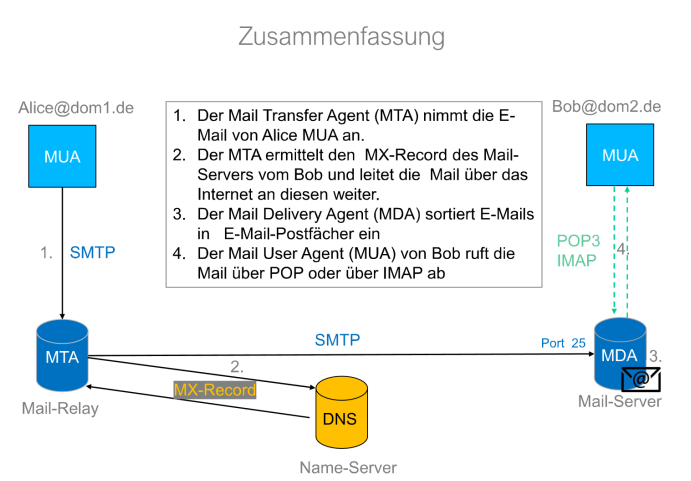 Zusammenfassung
Alice@dom1.de
Bob@dom2.de
MUA
MUA
1. Der Mail Transfer Agent (MTA) nimmt die E-
Mail von Alice MUA an.
2. Der MTA ermittelt den MX-Record des Mail-
Servers vom Bob und leitet die Mail über das
Internet an diesen weiter.
3. Der Mail Delivery Agent (MDA) sortiert E-Mails
in E-Mail-Postfächer ein
4. Der Mail User Agent (MUA) von Bob ruft die
Mail über POP oder über IMAP ab
1. SMTP
POP3
IMAP
4.
SMTP
Port 25
MTA
MDA
3.
@
2.
MX-Record
Mail-Relay
Mail-Server
DNS
Name-Server